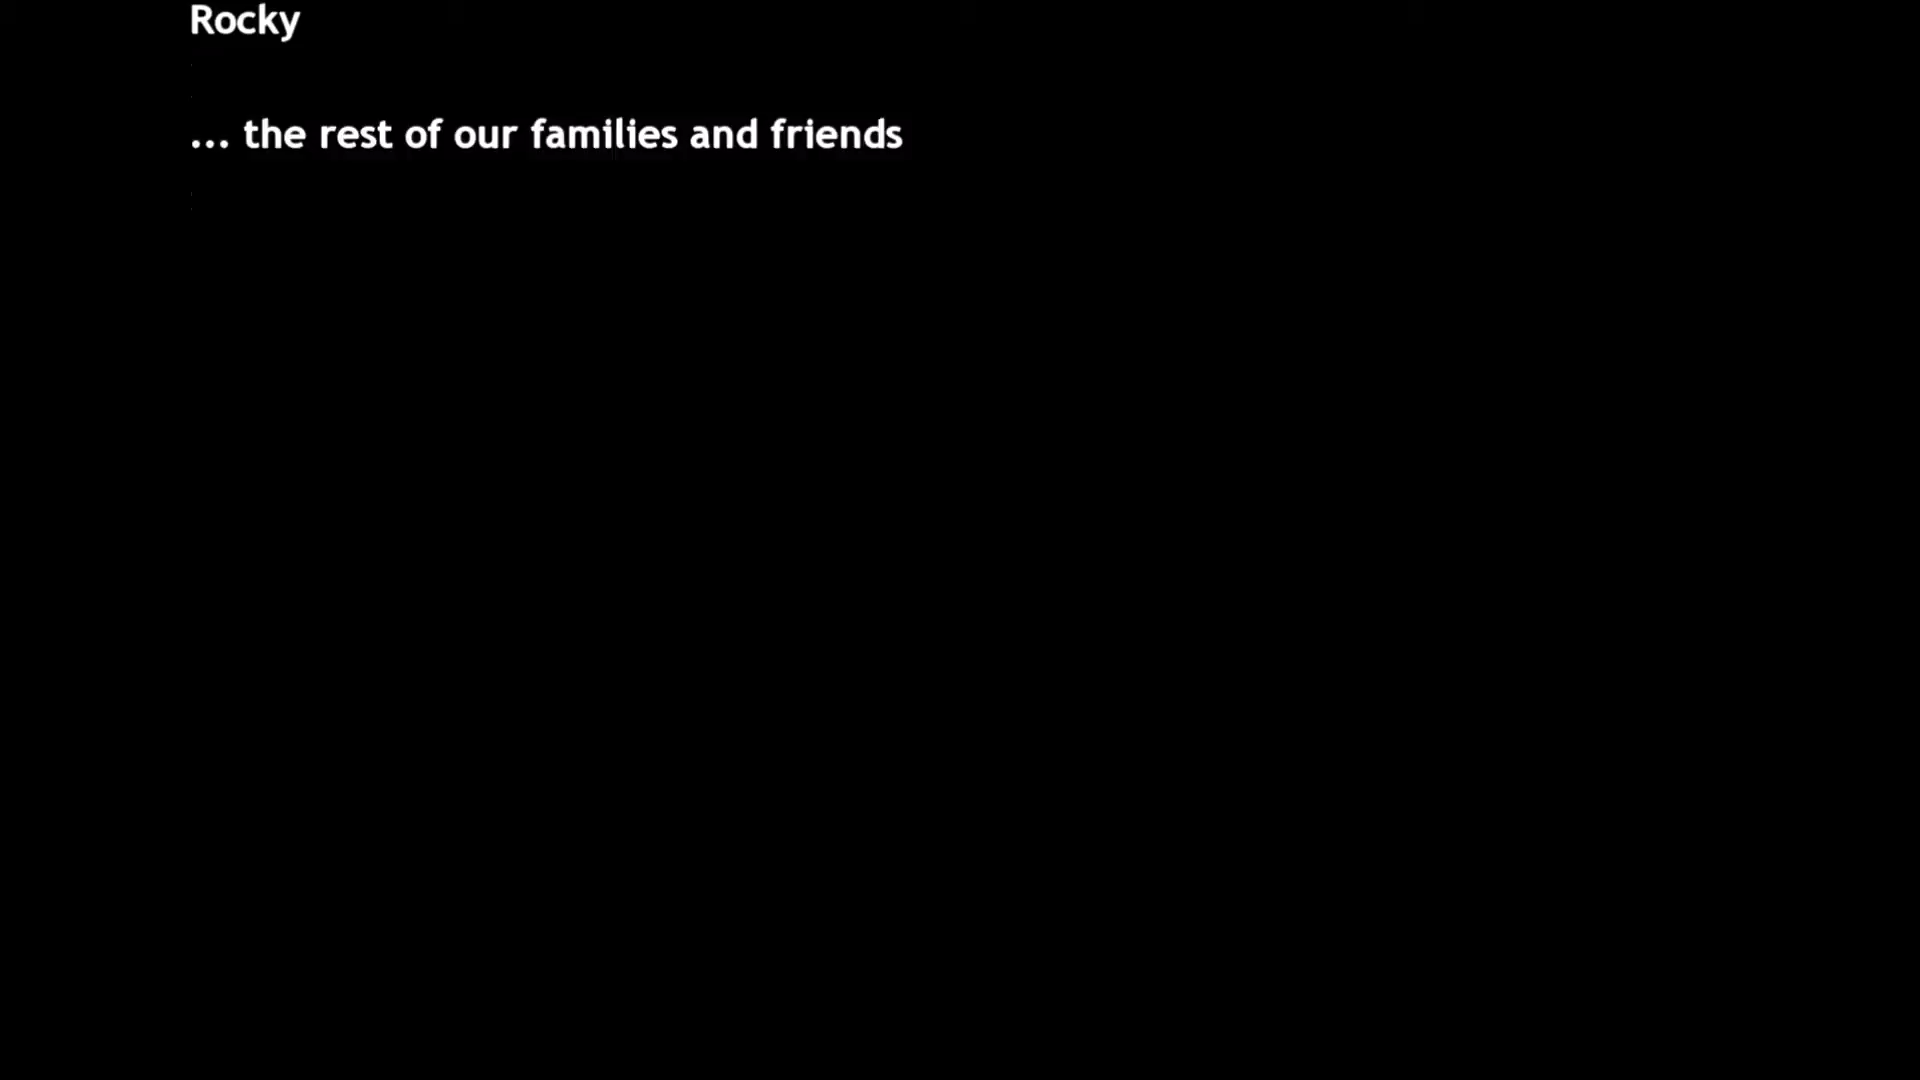 Rocky
... the rest of our families and friends